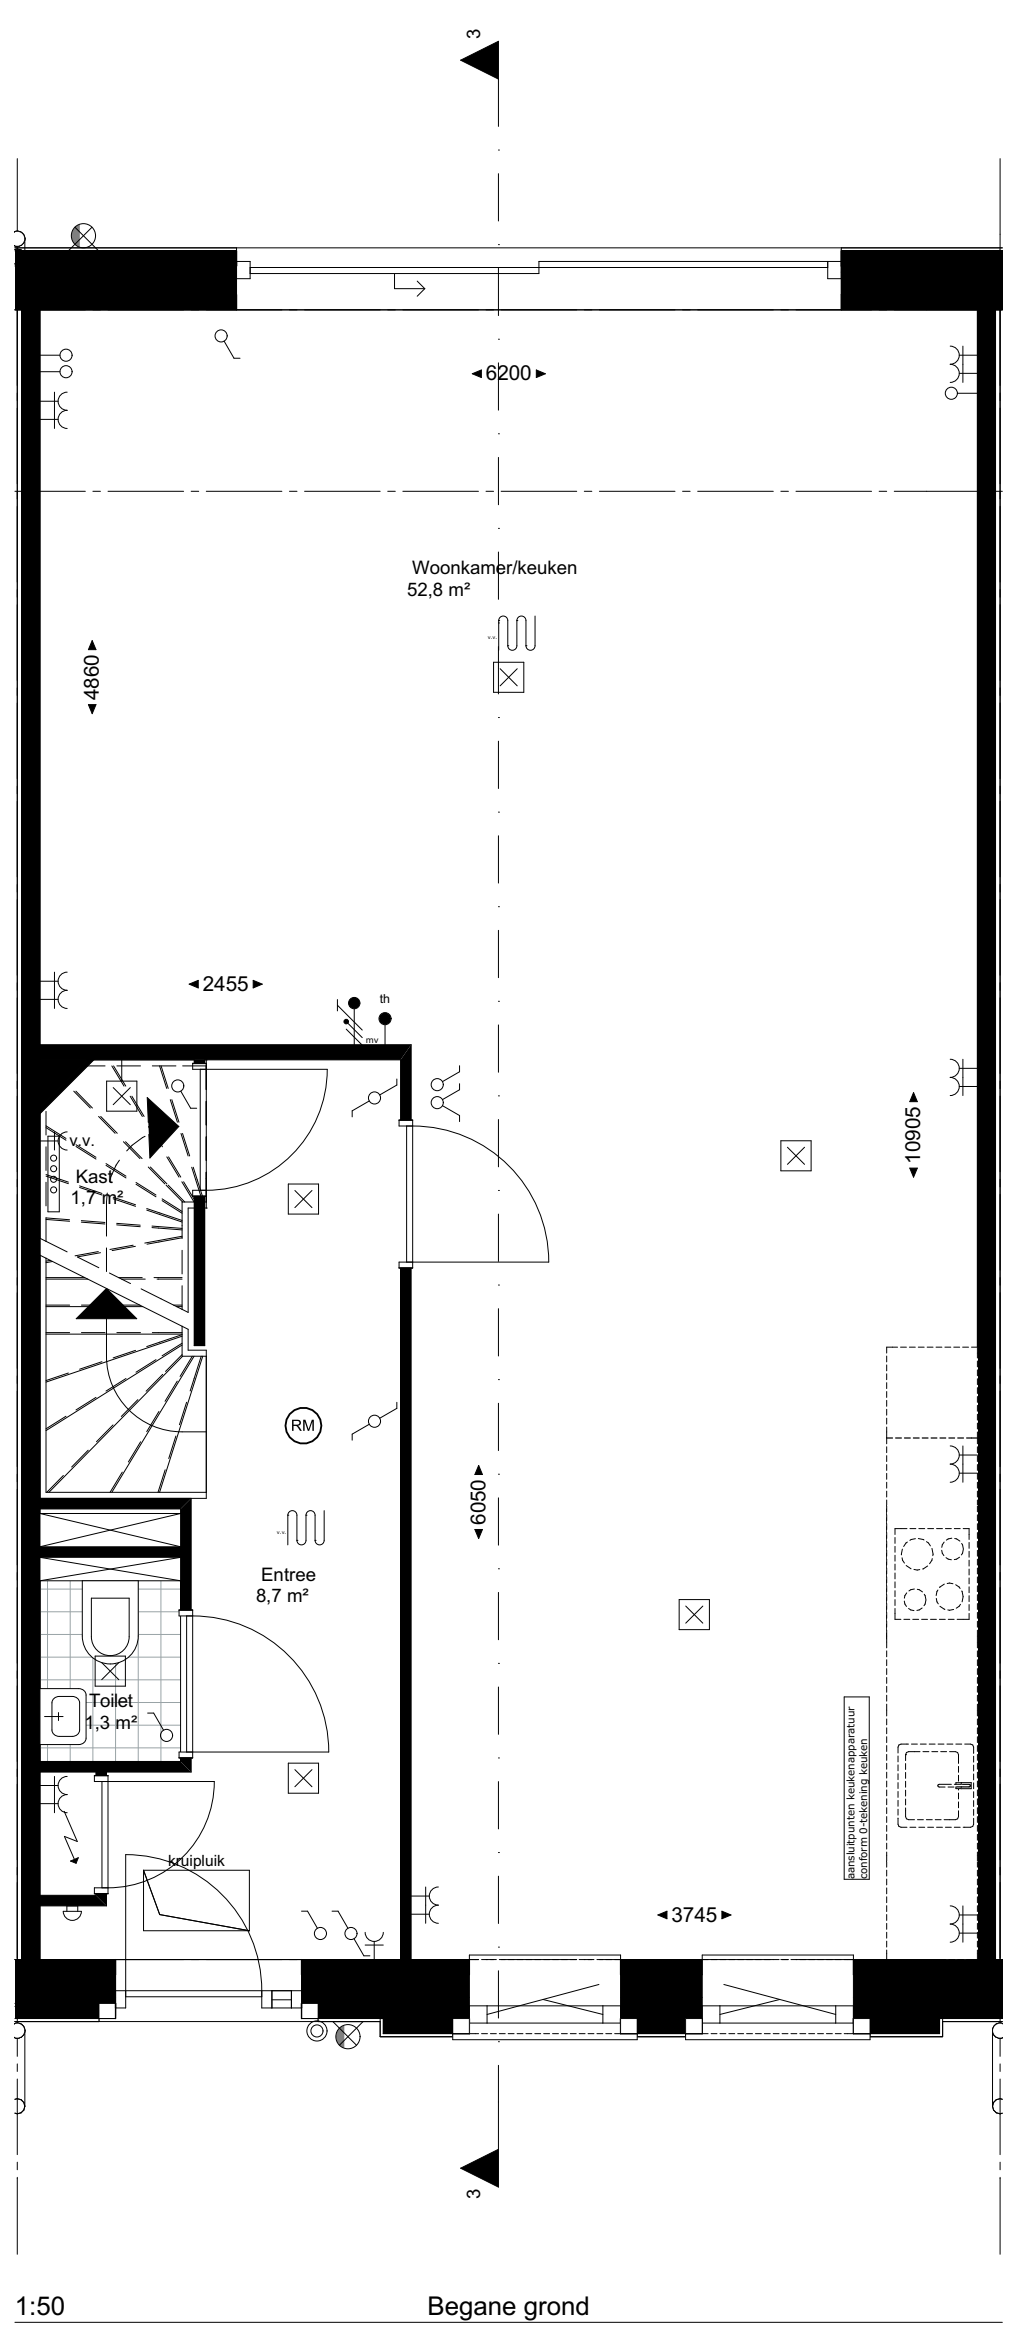 3
6200
Woonkamer/keuken
52,8 m²
v.v.
4860
2455
th
mv
v.v.
Kast
1,7 m²
10905
RM
6050
v.v.
Entree
8,7 m²
Toilet
1,3 m²
aansluitpunten keukenapparatuur
conform 0-tekening keuken
kruipluik
3745
3
1:50
Begane grond